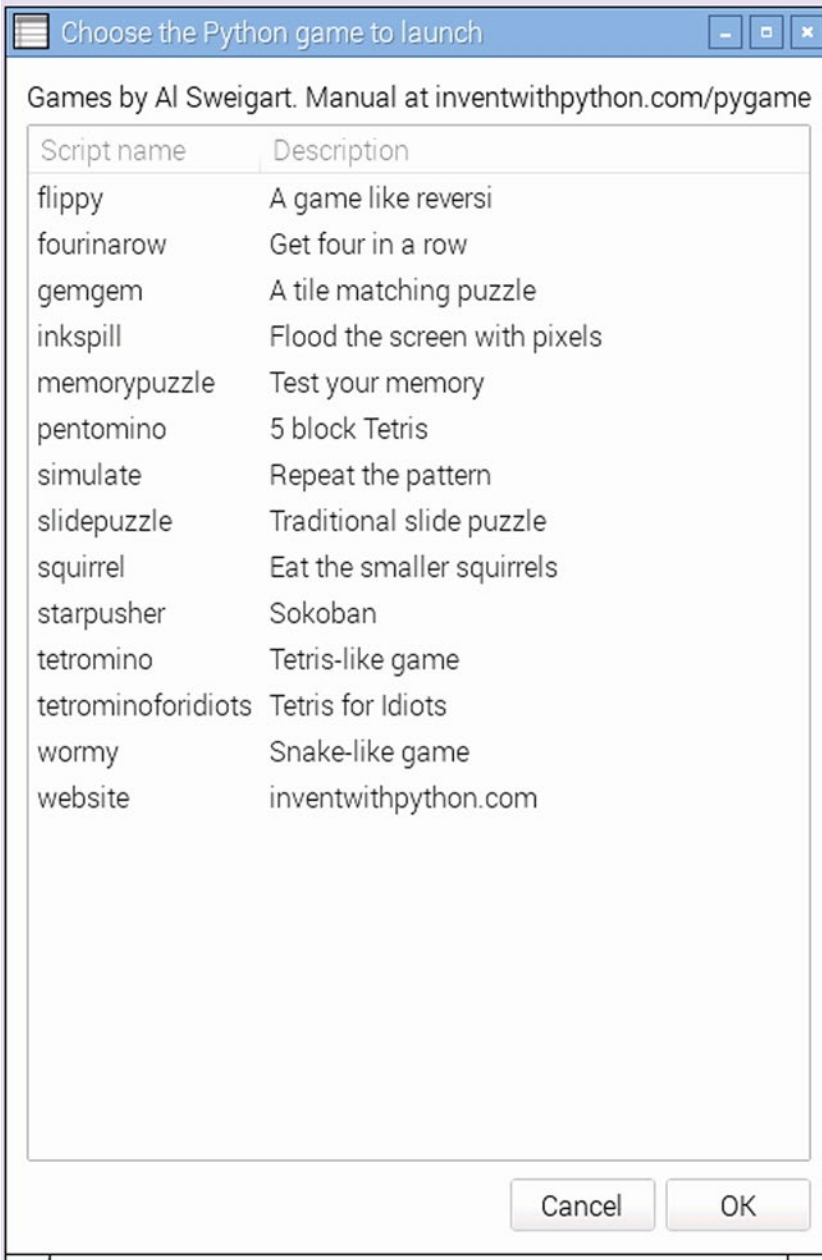 Choose the Python game to launch
Games by Al Sweigart. Manual at inventwithpython.com/pygame
Script name Description
flippy A game like reversi
fourinarow Get four in a row
gemgem A tile matching puzzle
inkspill Flood the screen with pixels
memorypuzzle Test your memory
pentomino 5 block Tetris
simulate Repeat the pattern
slidepuzzle Traditional slide puzzle
squirrel Eat the smaller squirrels
starpusher Sokoban
tetromino Tetris-like game
tetrominoforidiots Tetris for Idiots
wormy Snake-like game
website inventwithpython.com
Cancel OK